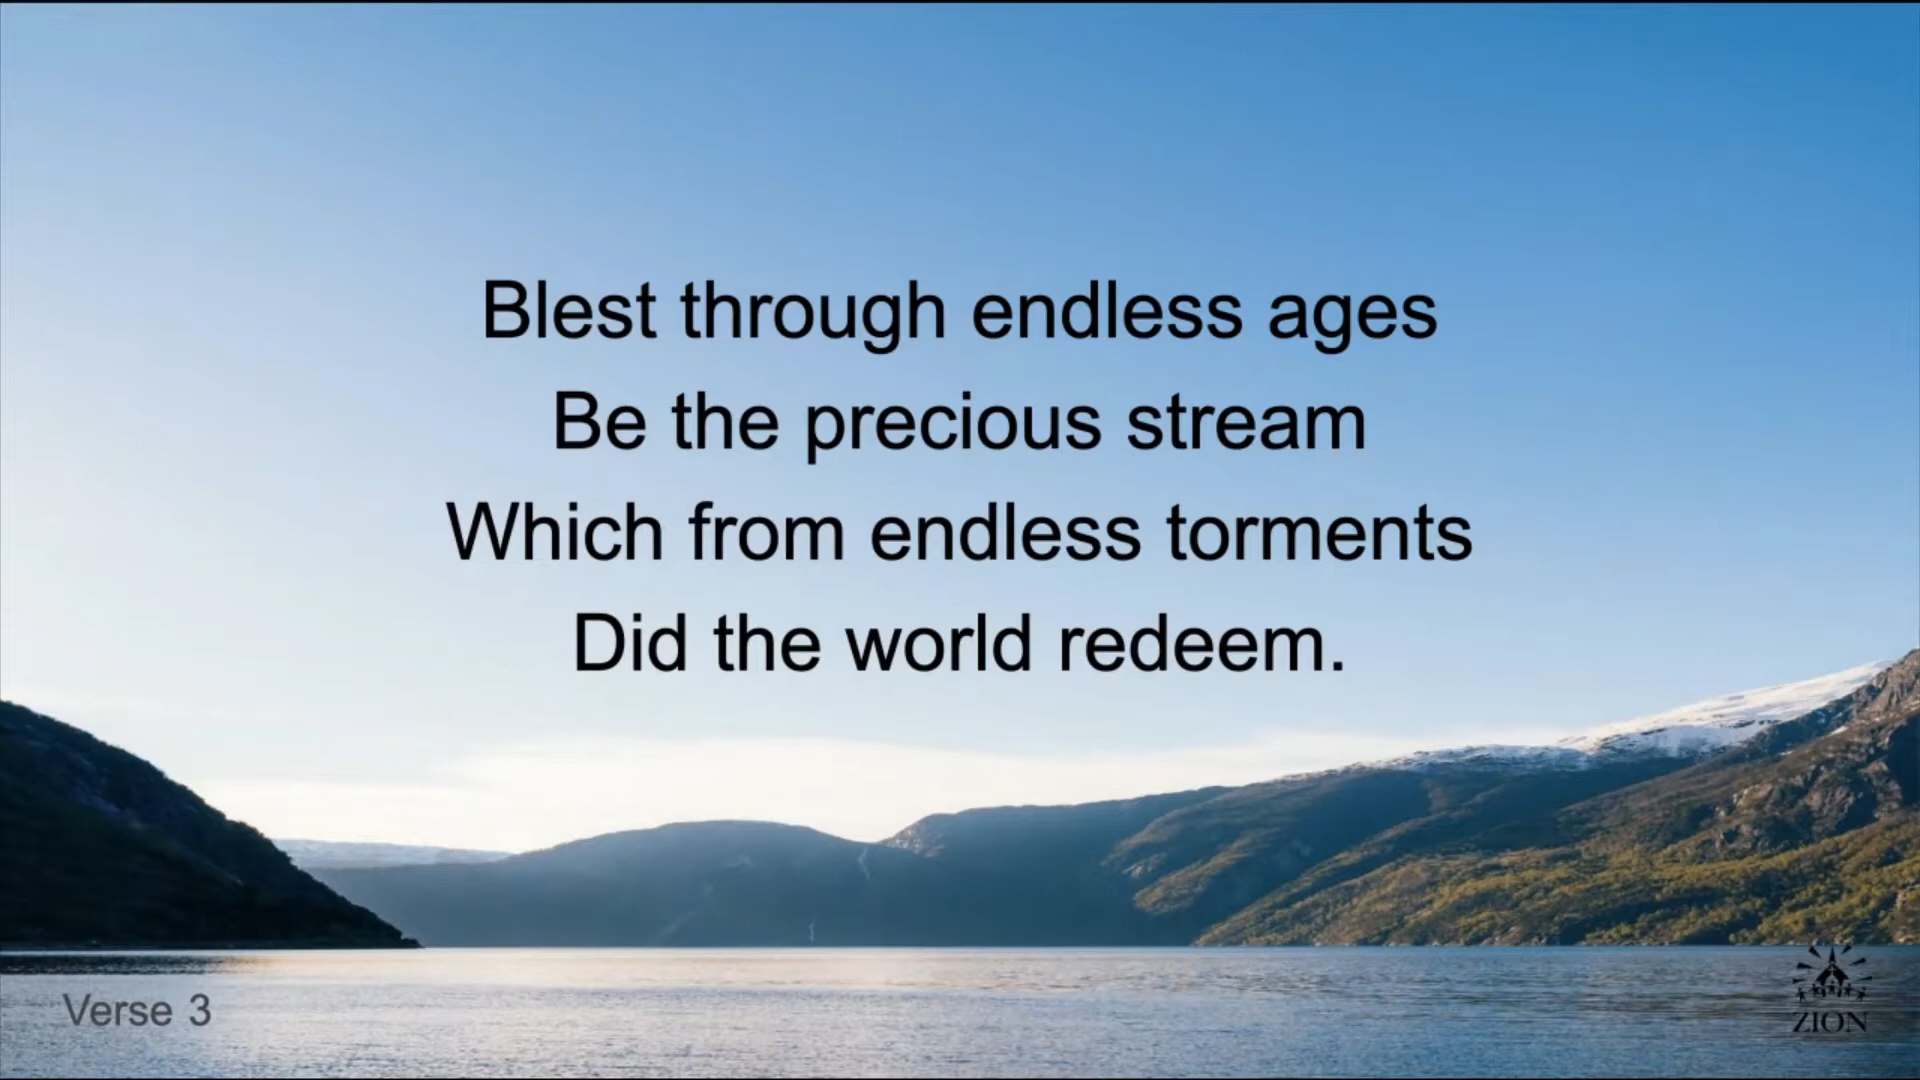 Blest through endless ages
Be the precious stream
Which from endless torments
Did the world redeem.
Verse 3
ZION